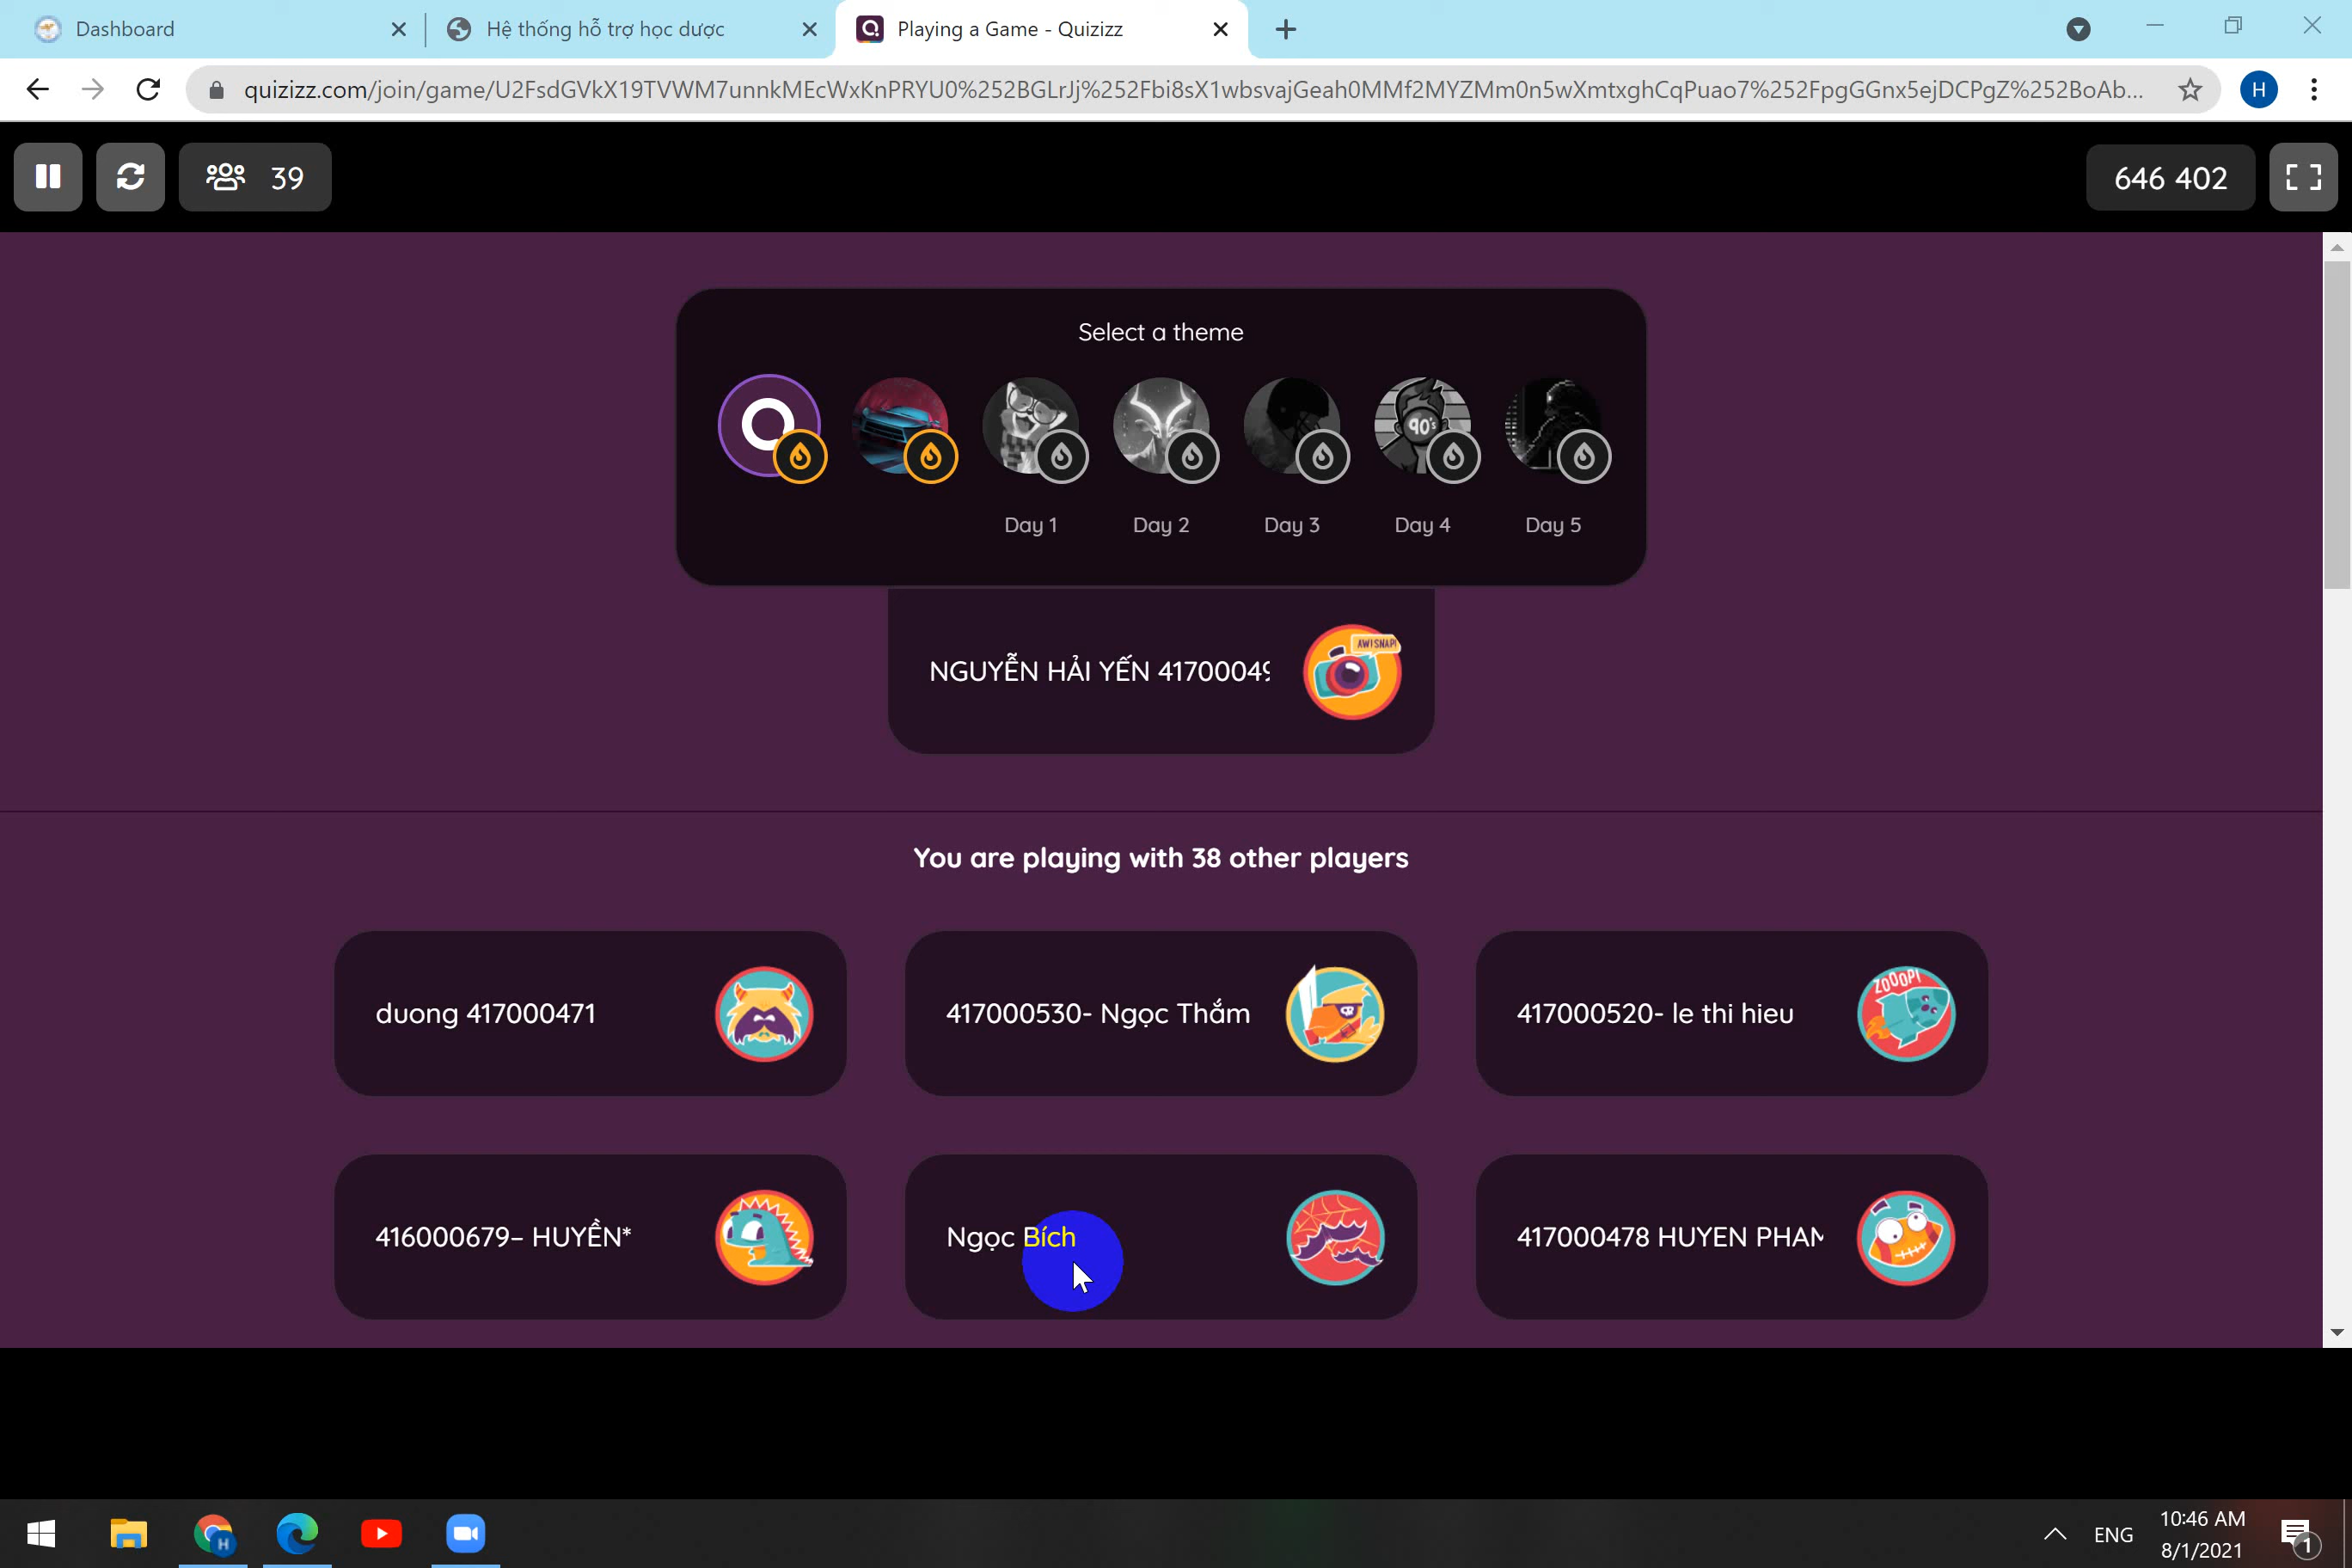 Dashboard
Hệ thống hỗ trợ học dược
Playing a Game - Quizizz
quizizz.com/join/game/U2FsdGVkX19TVWM7unnkMEcWxKnPRYU0%252BGLrJj%252Fbi8sX1wbsvajGeah0MMf2MYZMm0n5wXmtxghCqPuao7%252FpgGGnx5ejDCPgZ%252BoAb...
H
39
646 402
Select a theme
90's
Day 1
Day 2
Day 3
Day 4
Day 5
NGUYỄN HẢI YẾN 41700049
AW! SNAP!
You are playing with 38 other players
duong 417000471
417000530- Ngọc Thắm
417000520- le thi hieu
ZOOOP!
416000679– HUYỀN*
Ngọc Bích
417000478 HUYEN PHAM
H
ENG
10:46 AM
8/1/2021
1